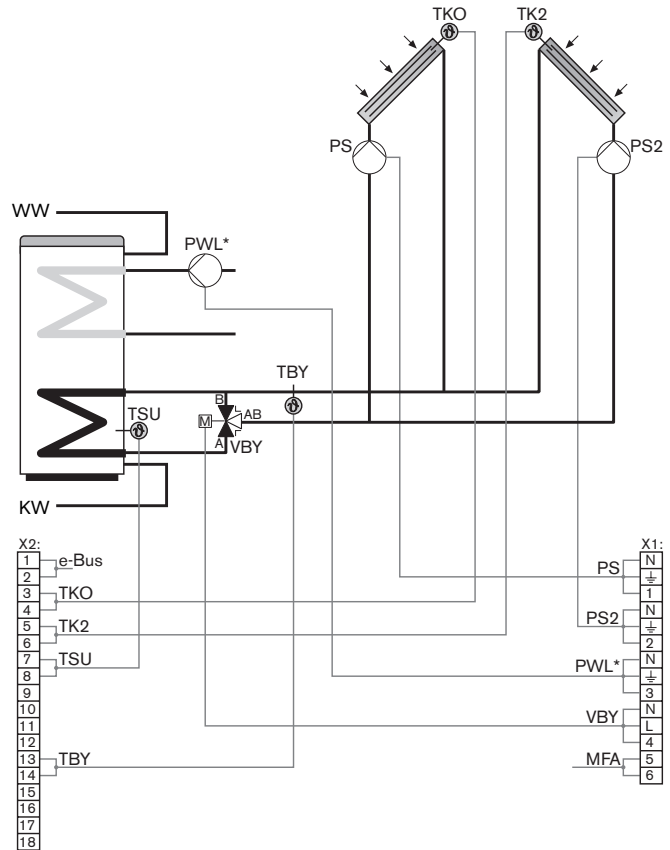 TKO
TK2
PS
PS2
WW
PWL*
TBY
B
TSU
M
AB
A
VBY
KW
X2:
1
e-Bus
2
3
TKO
4
5
TK2
6
7
TSU
8
9
10
11
12
13
TBY
14
15
16
17
18
X1:
PS
N
1
PS2
N
2
PWL*
N
3
VBY
N
L
4
MFA
5
6